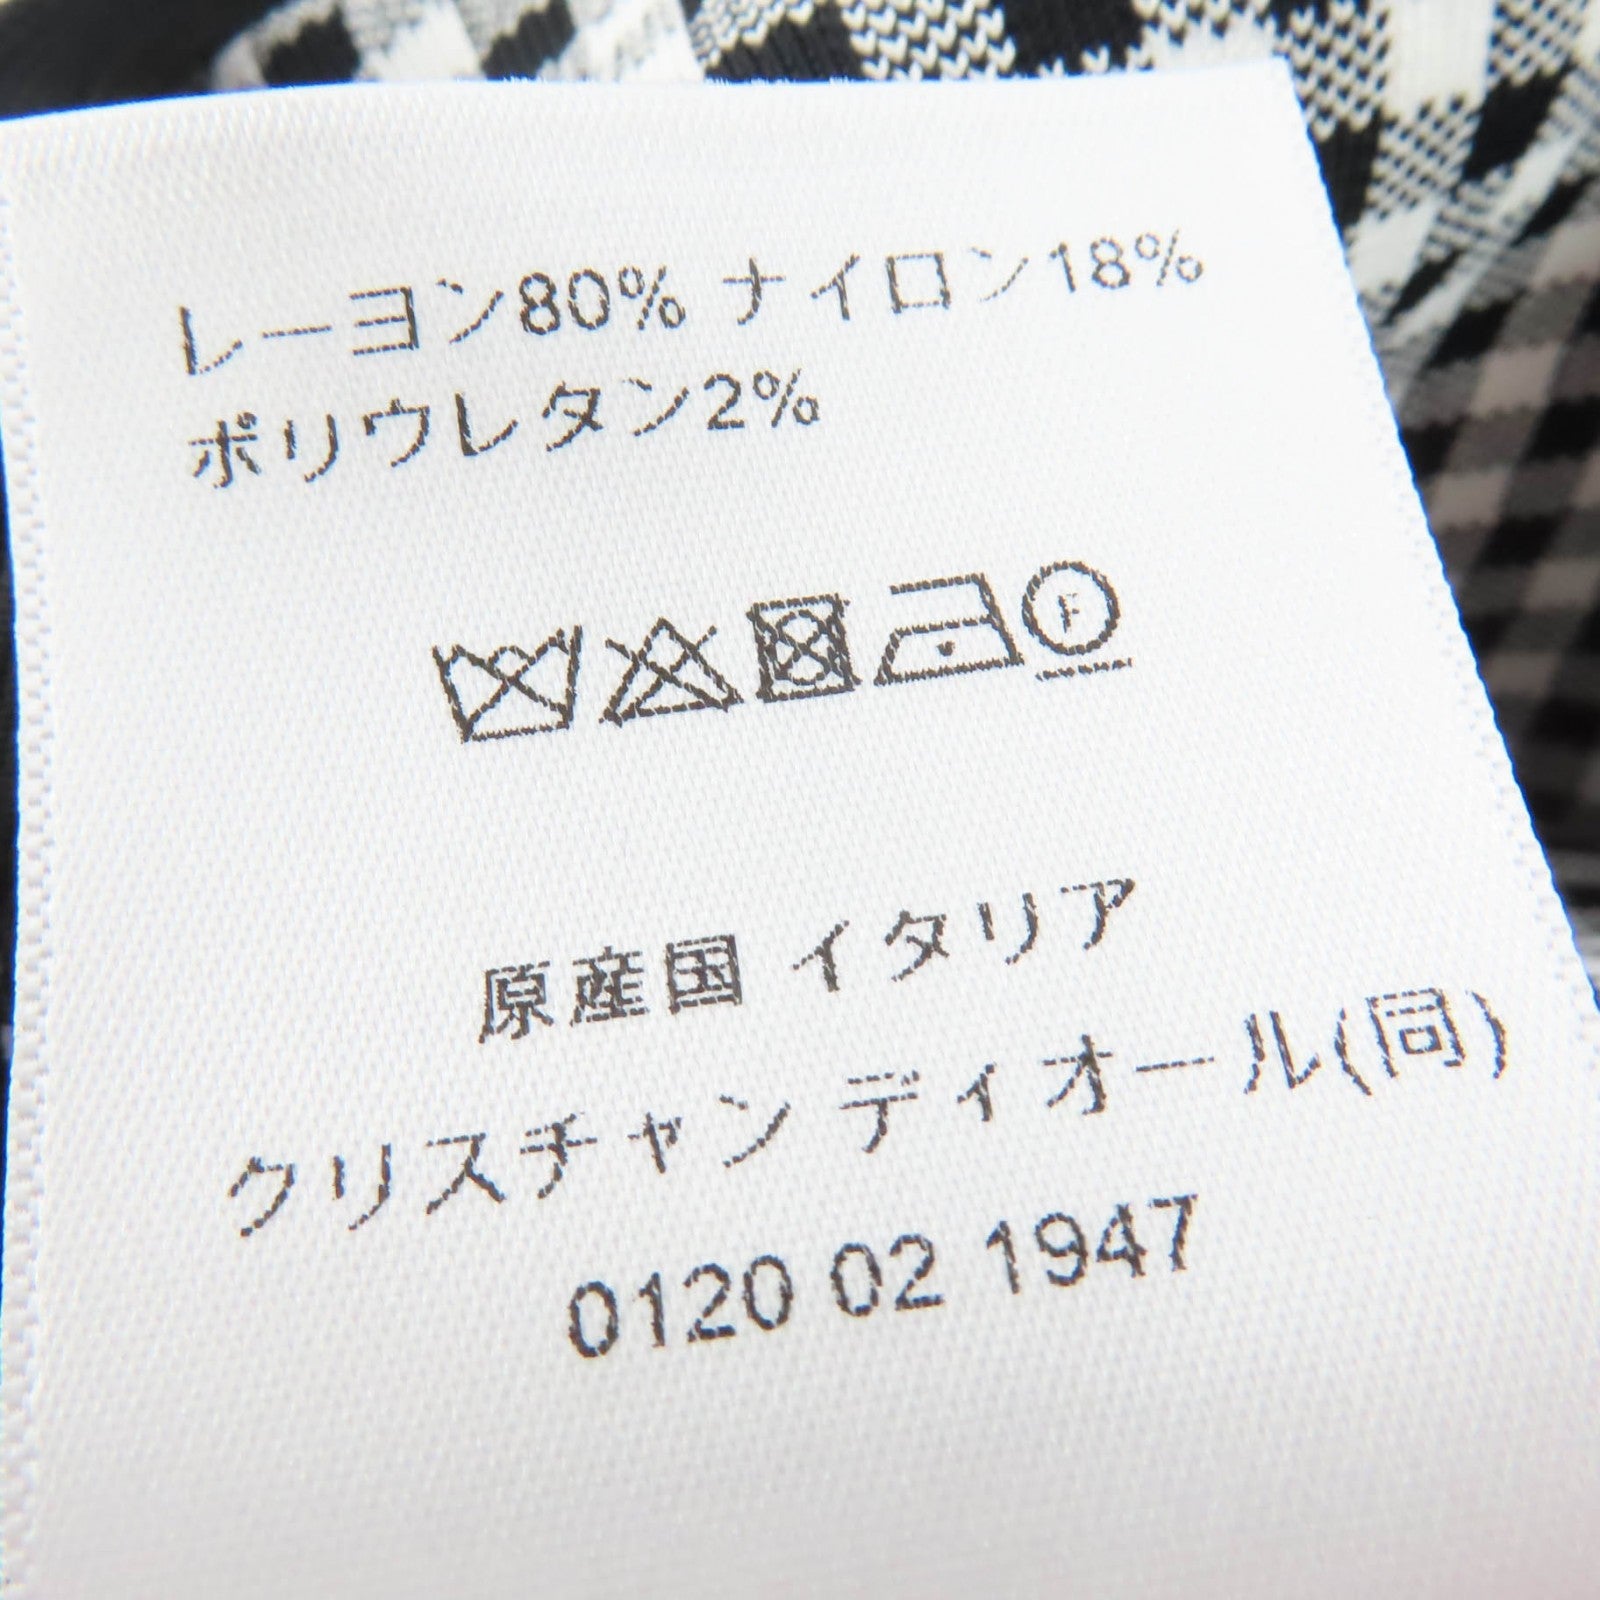 レーヨン80% ナイロン18%
ポリウレタン2%
F
原産国 イタリア
クリスチャン ディオール(同)
0120 02 1947